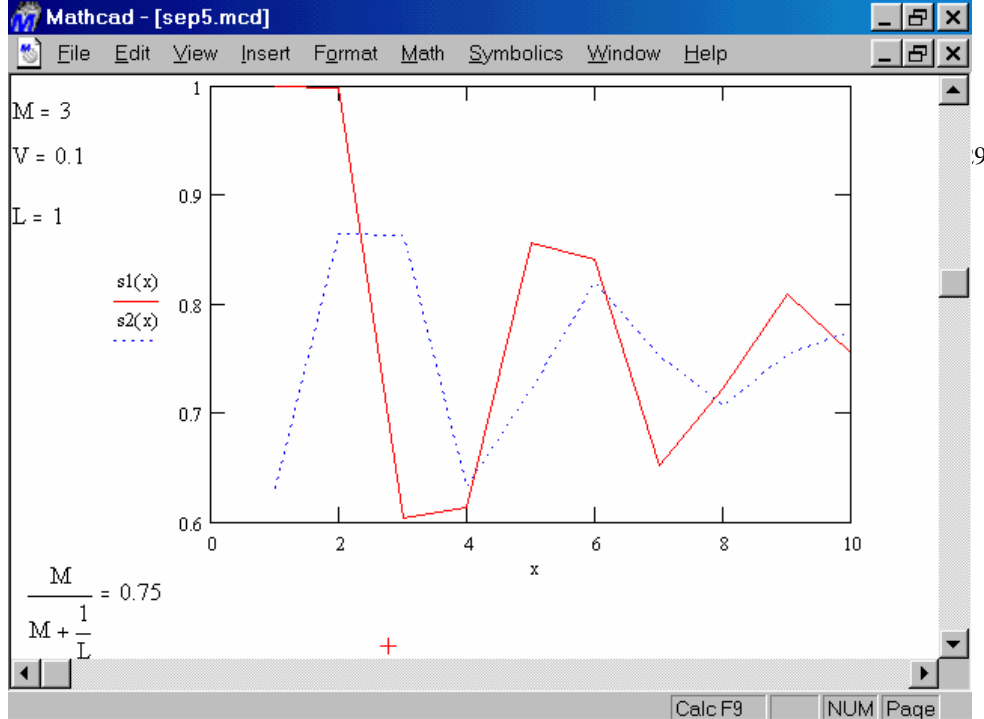 Mathcad - [sep5.mcd]
File Edit View Insert Format Math Symbolics Window Help
M = 3
V = 0.1
L = 1
s1(x)
s2(x)
1
0.9
0.8
0.7
0.6
0 2 4 6 8 10
x
M
M + 1
L
= 0.75
Calc F9 NUM Page